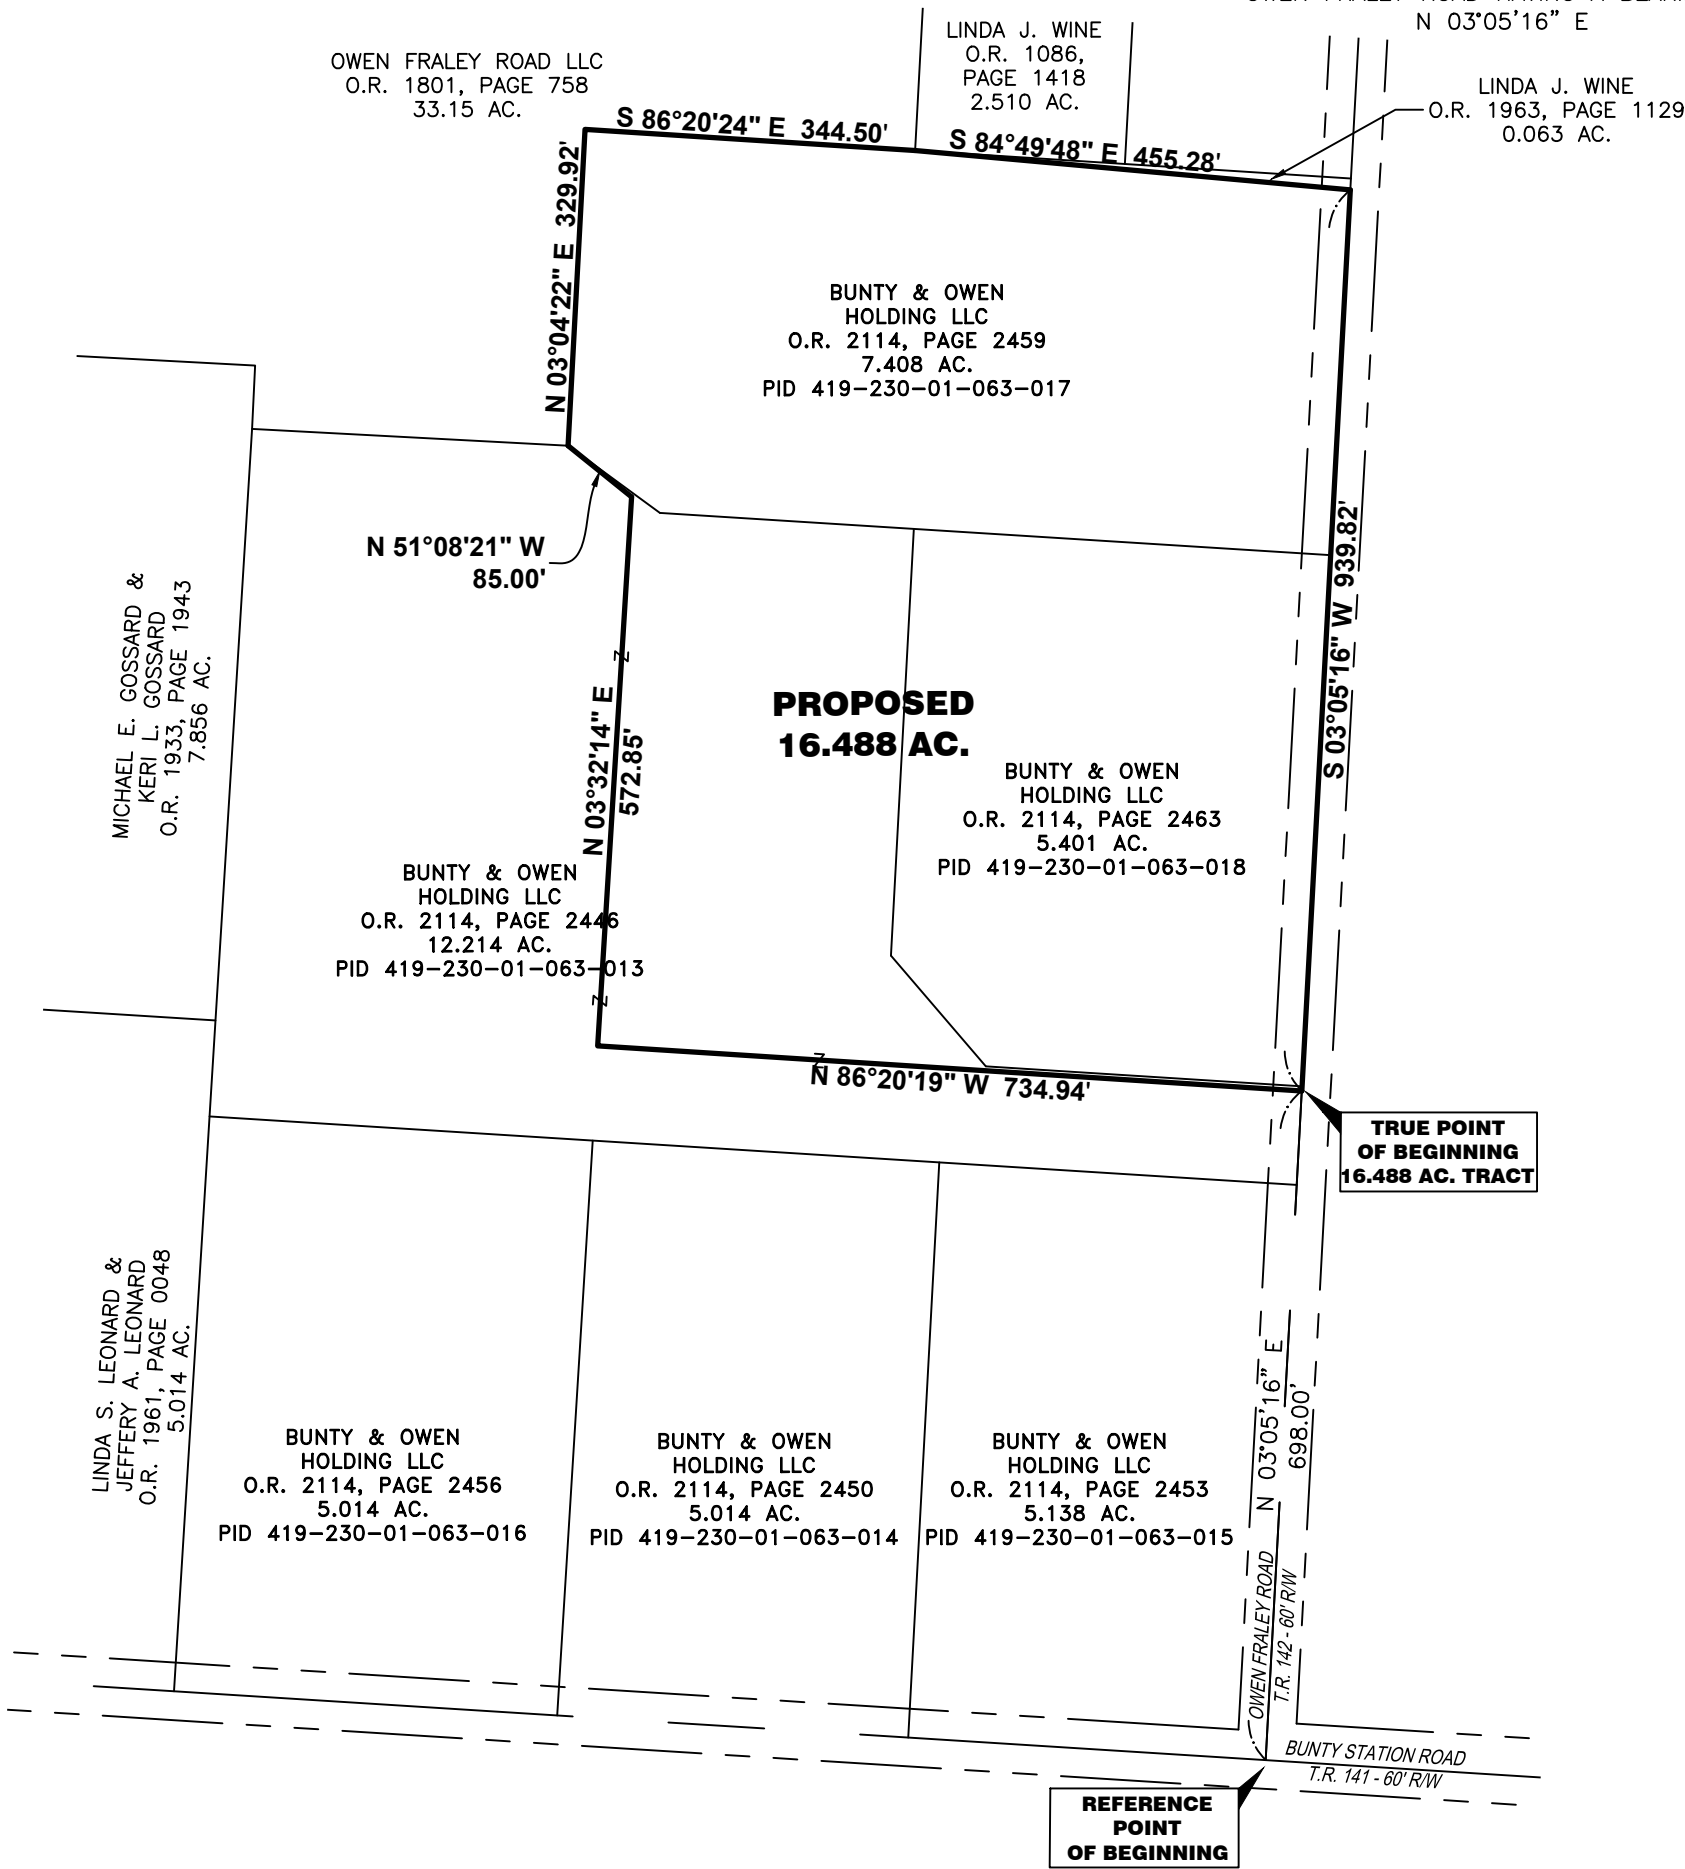 N 03°05'16" E
OWEN FRALEY ROAD LLC
O.R. 1801, PAGE 758
33.15 AC.
LINDA J. WINE
O.R. 1086,
PAGE 1418
2.510 AC.
LINDA J. WINE
O.R. 1963, PAGE 1129
0.063 AC.
S 86°20'24" E 344.50'
S 84°49'48" E 455.28'
N 03°04'22" E 329.92'
BUNTY & OWEN
HOLDING LLC
O.R. 2114, PAGE 2459
7.408 AC.
PID 419-230-01-063-017
N 51°08'21" W
85.00'
S 03°05'16" W 939.82'
MICHAEL E. GOSSARD &
KERI L. GOSSARD
O.R. 1933, PAGE 1943
7.856 AC.
N 03°32'14" E
572.85'
Z
PROPOSED
16.488 AC.
BUNTY & OWEN
HOLDING LLC
O.R. 2114, PAGE 2463
5.401 AC.
PID 419-230-01-063-018
BUNTY & OWEN
HOLDING LLC
O.R. 2114, PAGE 2446
12.214 AC.
PID 419-230-01-063-013
Z
Z
N 86°20'19" W 734.94'
TRUE POINT
OF BEGINNING
16.488 AC. TRACT
LINDA S. LEONARD &
JEFFERY A. LEONARD
O.R. 1961, PAGE 0048
5.014 AC.
N 03°05'16" E
698.00'
BUNTY & OWEN
HOLDING LLC
O.R. 2114, PAGE 2456
5.014 AC.
PID 419-230-01-063-016
BUNTY & OWEN
HOLDING LLC
O.R. 2114, PAGE 2450
5.014 AC.
PID 419-230-01-063-014
BUNTY & OWEN
HOLDING LLC
O.R. 2114, PAGE 2453
5.138 AC.
PID 419-230-01-063-015
OWEN FRALEY ROAD
T.R. 142 - 60' R/W
BUNTY STATION ROAD
T.R. 141 - 60' R/W
REFERENCE
POINT
OF BEGINNING